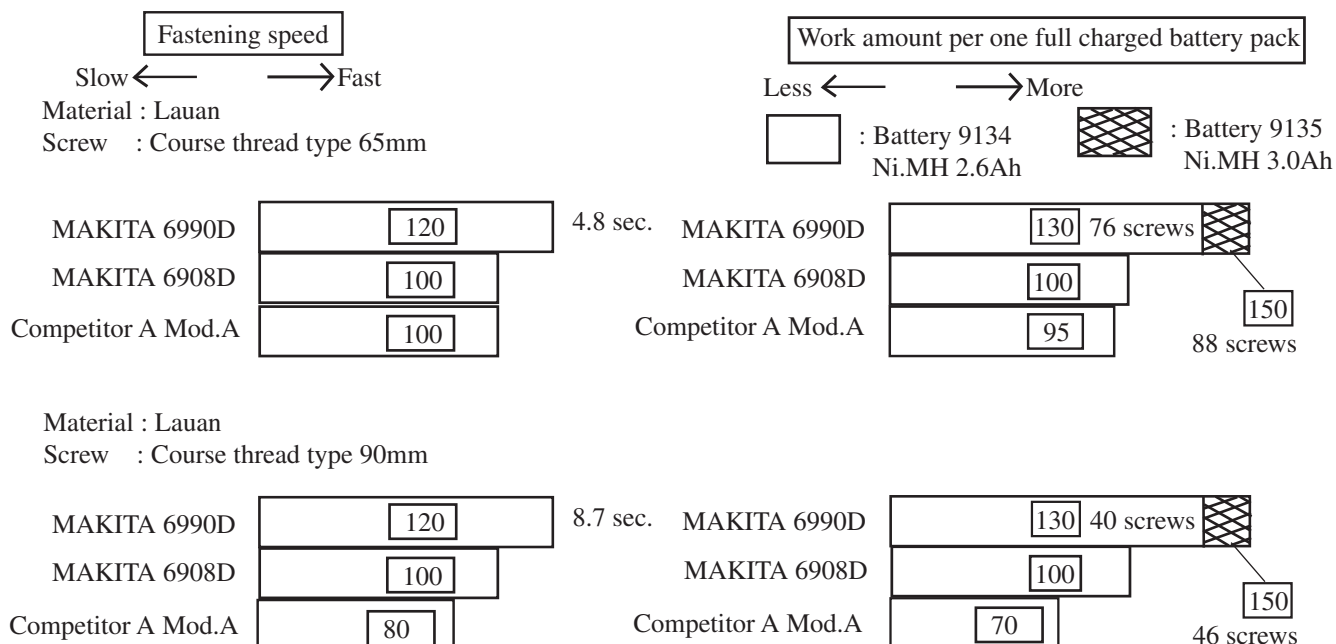 Fastening speed
Slow Fast
Material : Lauan
Screw : Course thread type 65mm
Work amount per one full charged battery pack
Less More
: Battery 9134
Ni.MH 2.6Ah
: Battery 9135
Ni.MH 3.0Ah
MAKITA 6990D 120 4.8 sec.
MAKITA 6908D 100
Competitor A Mod.A 100
MAKITA 6990D 130 76 screws
MAKITA 6908D 100
Competitor A Mod.A 95
150
88 screws
Material : Lauan
Screw : Course thread type 90mm
MAKITA 6990D 120 8.7 sec.
MAKITA 6908D 100
Competitor A Mod.A 80
MAKITA 6990D 130 40 screws
MAKITA 6908D 100
Competitor A Mod.A 70
150
46 screws